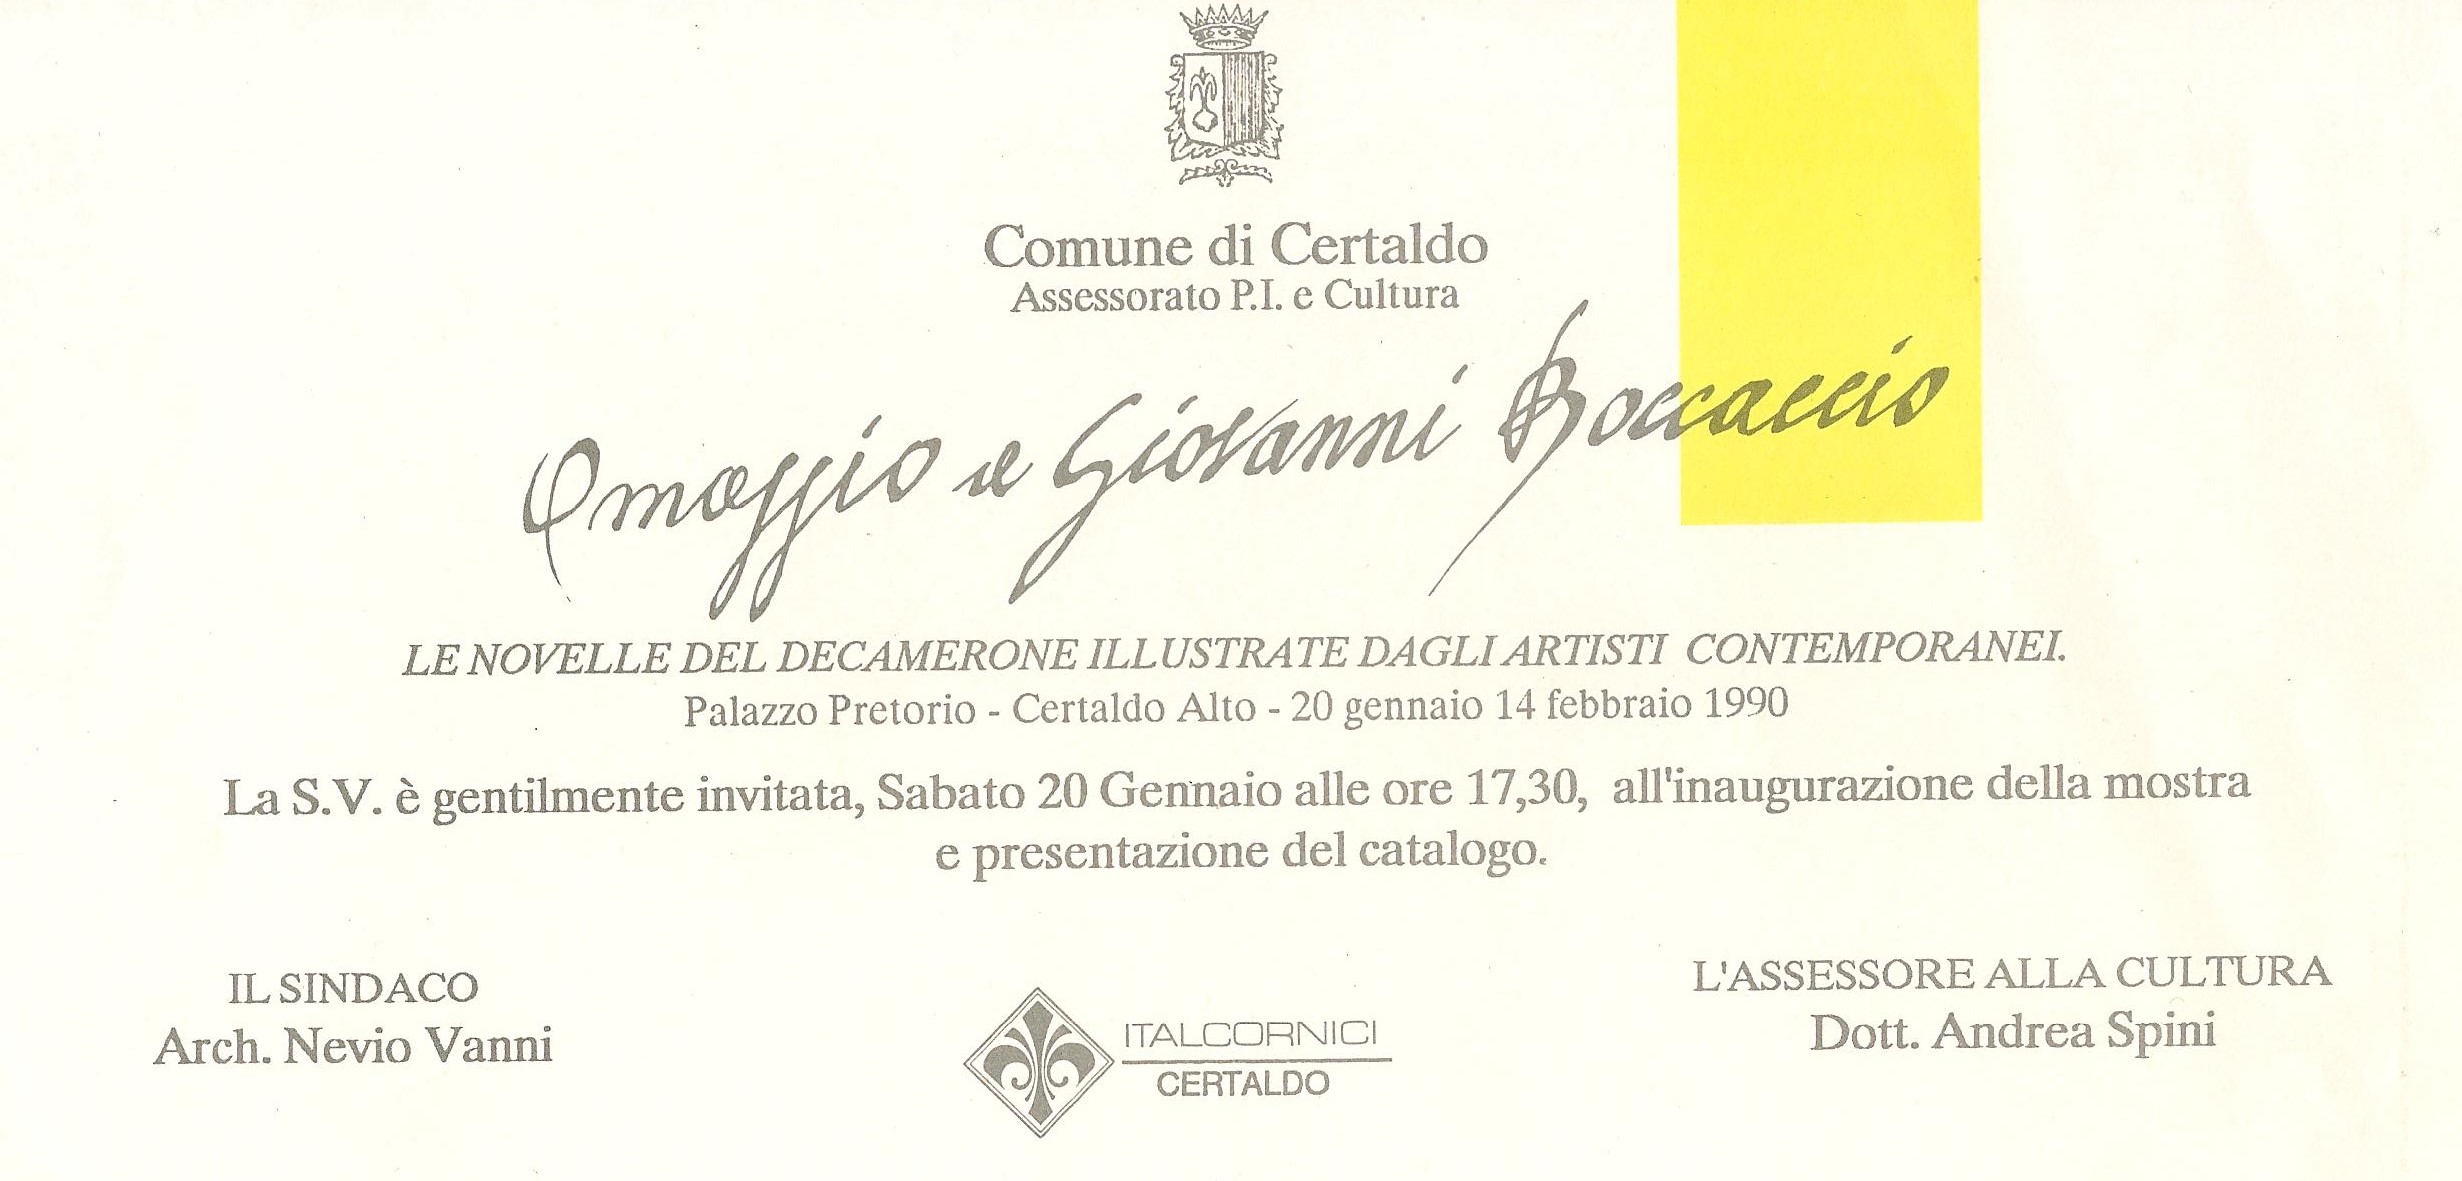 Comune di Certaldo
Assessorato P.I. e Cultura
Omaggio a Giovanni Boccaccio
LE NOVELLE DEL DECAMERONE ILLUSTRATE DAGLI ARTISTI CONTEMPORANEI.
Palazzo Pretorio - Certaldo Alto - 20 gennaio 14 febbraio 1990
La S.V. è gentilmente invitata, Sabato 20 Gennaio alle ore 17,30, all'inaugurazione della mostra
e presentazione del catalogo.
IL SINDACO
Arch. Nevio Vanni
ITALCORNICI
CERTALDO
L'ASSESSORE ALLA CULTURA
Dott. Andrea Spini